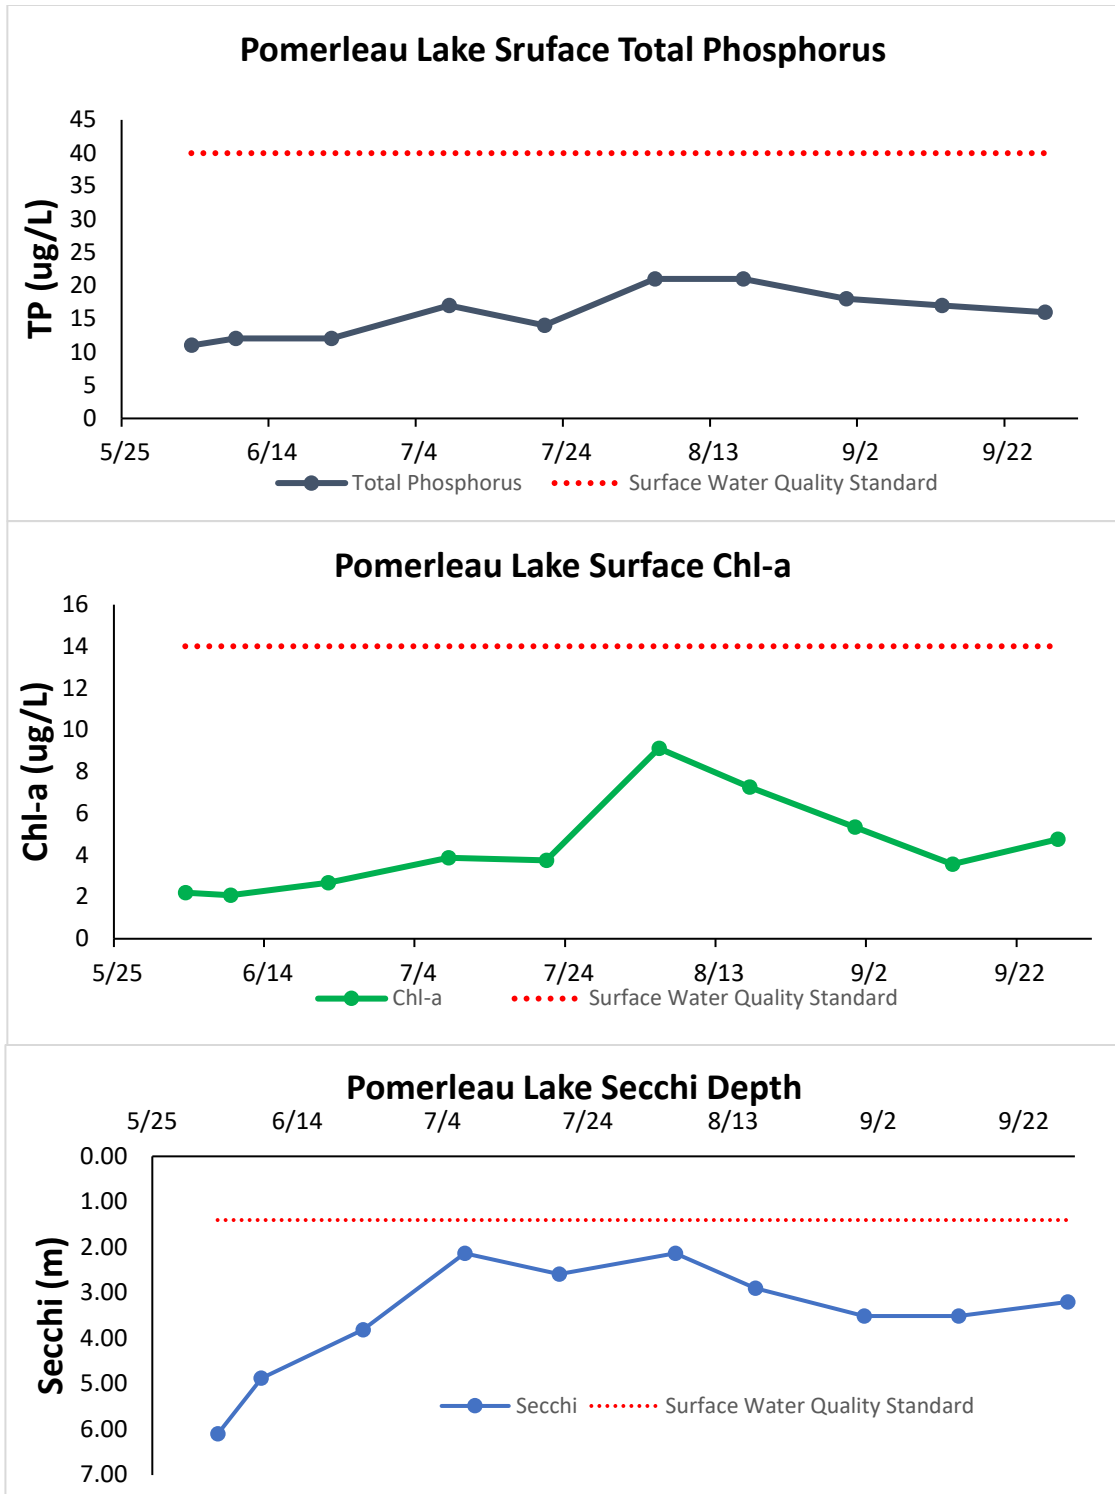 Pomerleau Lake Sruface Total Phosphorus
TP (ug/L)
45
40
35
30
25
20
15
10
5
0
5/25 6/14 7/4 7/24 8/13 9/2 9/22
Total Phosphorus Surface Water Quality Standard
Pomerleau Lake Surface Chl-a
Chl-a (ug/L)
16
14
12
10
8
6
4
2
0
5/25 6/14 7/4 7/24 8/13 9/2 9/22
Chl-a Surface Water Quality Standard
Pomerleau Lake Secchi Depth
5/25 6/14 7/4 7/24 8/13 9/2 9/22
Secchi (m)
0.00
1.00
2.00
3.00
4.00
5.00
6.00
7.00
Secchi Surface Water Quality Standard